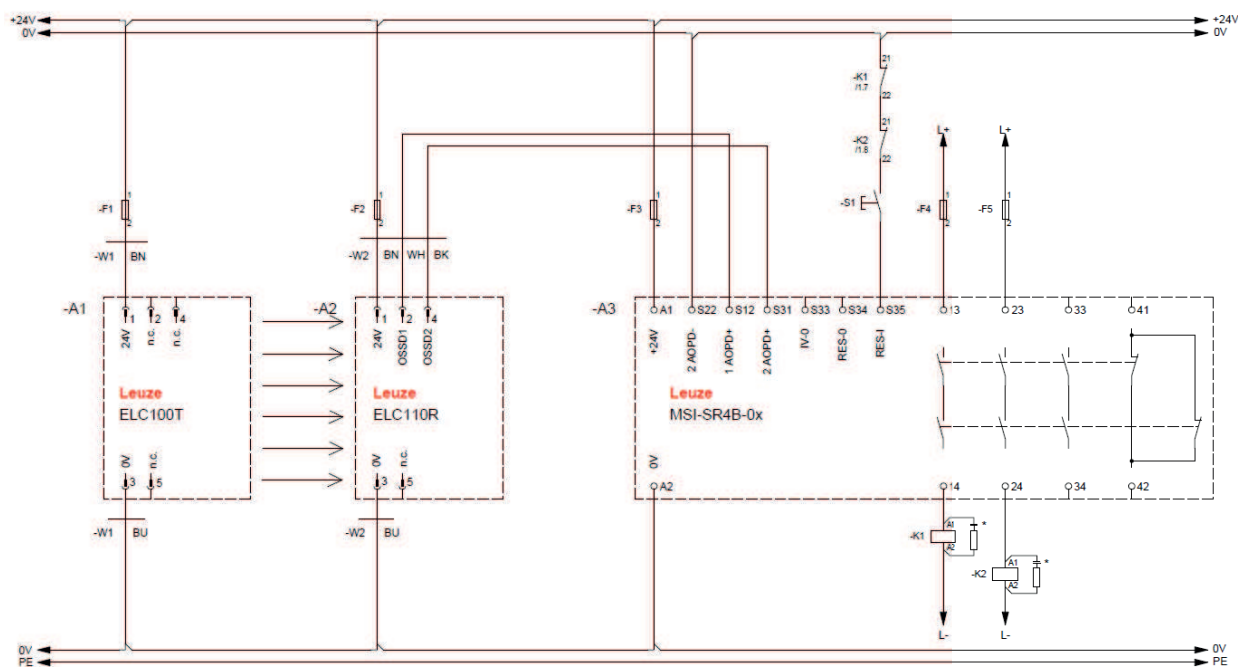 +24V +24V
0V 0V
21
-K1
/1.7
22
21
-K2
/1.8
22
L+ L+
-S1
1 1 1 1 1
-F1 -F2 -F3 -F4 -F5
2 2 2 2 2
-W1 BN -W2 BN WH BK
-A1 -A2 -A3
1 2 4 1 2 4 A1 S22 S12 S31 S33 S34 S35 13 23 33 41
24V n.c. n.c. 24V OSSD1 OSSD2 +24V 2 AOPD- 1 AOPD+ 2 AOPD+ IV-0 RES-0 RES-I
Leuze Leuze Leuze
ELC100T ELC110R MSI-SR4B-0x
0V n.c. 0V n.c. 0V
3 5 3 5 A2 14 24 34 42
-W1 BU -W2 BU
A1 *
-K1
A2
A1 *
-K2
A2
L- L-
0V 0V
PE PE